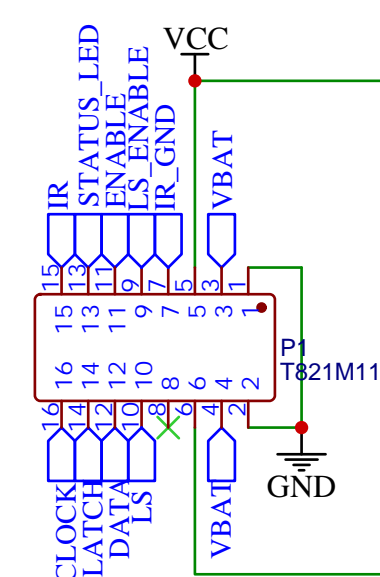 VCC
IR
STATUS_LED
ENABLE
LS_ENABLE
IR_GND
VBAT
15 13 11 9 7 5 3 1
15 13 11 9 7 5 3 1
16 14 12 10 8 6 4 2
16 14 12 10 8 6 4 2
P1
T821M11
CLOCK
LATCH
DATA
LS
VBAT
GND